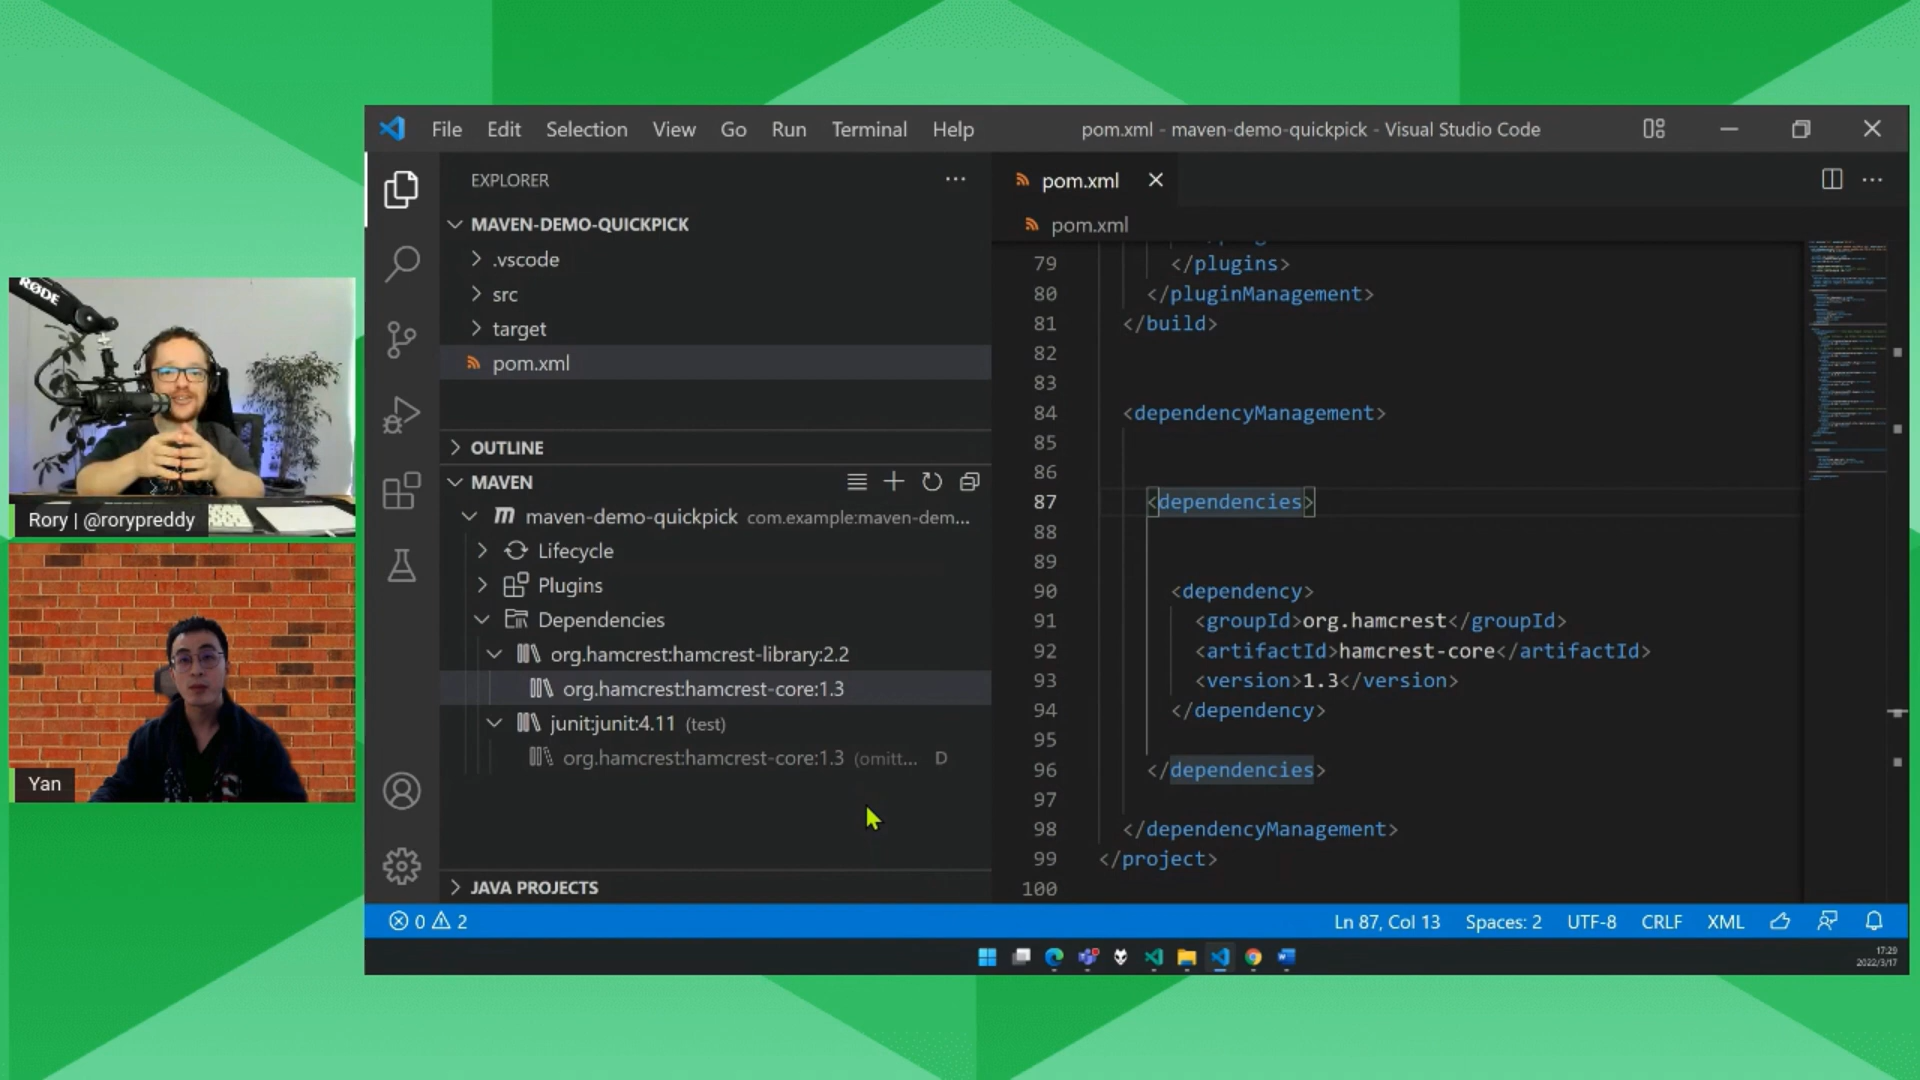 File Edit Selection View Go Run Terminal Help
pom.xml - maven-demo-quickpick - Visual Studio Code
EXPLORER
MAVEN-DEMO-QUICKPICK
.vscode
src
target
pom.xml
OUTLINE
MAVEN
maven-demo-quickpick com.example:maven-dem...
Lifecycle
Plugins
Dependencies
org.hamcrest:hamcrest-library:2.2
org.hamcrest:hamcrest-core:1.3
junit:junit:4.11 (test)
org.hamcrest:hamcrest-core:1.3 (omitt... D
JAVA PROJECTS
pom.xml
pom.xml
79 </plugins>
80 </pluginManagement>
81 </build>
82
83
84 <dependencyManagement>
85
86
87 <dependencies>
88
89
90 <dependency>
91 <groupId>org.hamcrest</groupId>
92 <artifactId>hamcrest-core</artifactId>
93 <version>1.3</version>
94 </dependency>
95
96 </dependencies>
97
98 </dependencyManagement>
99 </project>
100
0 2
Ln 87, Col 13 Spaces: 2 UTF-8 CRLF XML
17:29
2022/3/17
RØDE
Rory | @rorypreddy
Yan